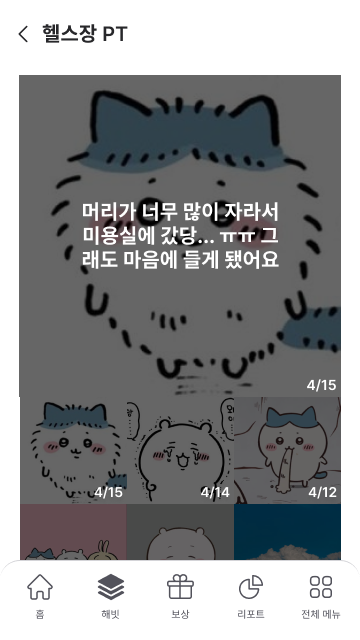 헬스장 PT
머리가 너무 많이 자라서
미용실에 갔당... ㅠㅠ 그
래도 마음에 들게 됐어요
4/15
4/15
4/14
4/12
홈
해빗
보상
리포트
전체 메뉴